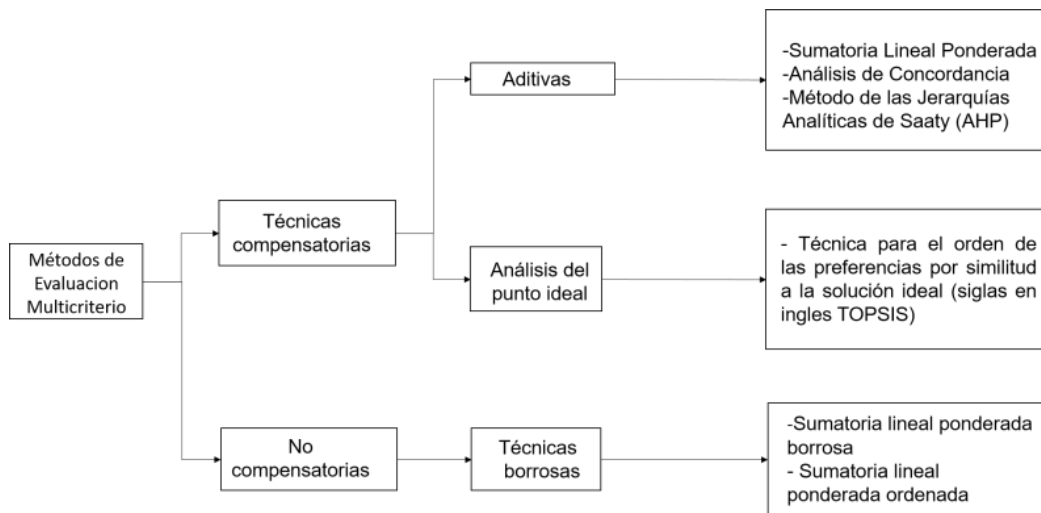 Métodos de
Evaluacion
Multicriterio
Técnicas
compensatorias
Aditivas
-Sumatoria Lineal Ponderada
-Análisis de Concordancia
-Método de las Jerarquías
Analíticas de Saaty (AHP)
Análisis del
punto ideal
- Técnica para el orden de
las preferencias por similitud
a la solución ideal (siglas en
ingles TOPSIS)
No
compensatorias
Técnicas
borrosas
-Sumatoria lineal ponderada
borrosa
- Sumatoria lineal
ponderada ordenada